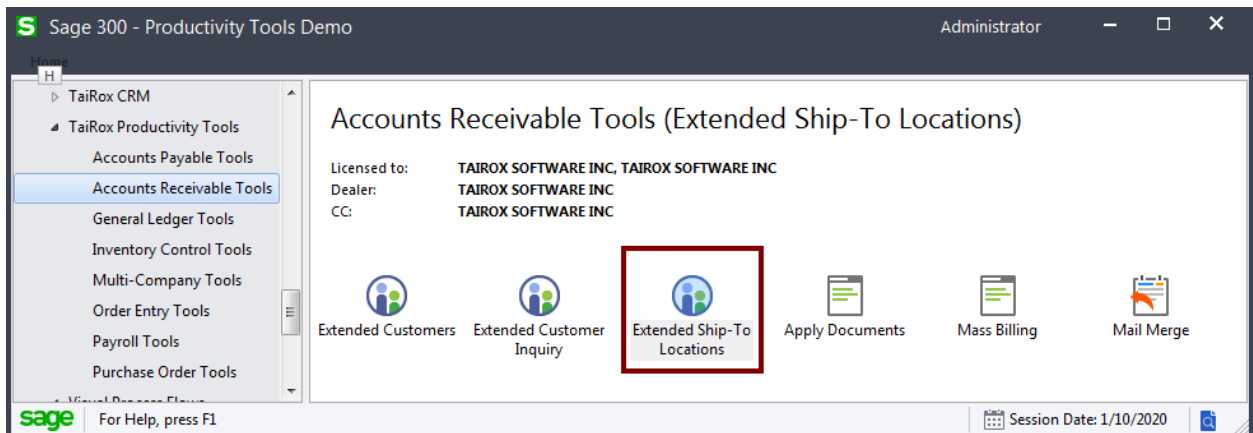 S Sage 300 - Productivity Tools Demo
Administrator
Home
H
TaiRox CRM
TaiRox Productivity Tools
Accounts Payable Tools
Accounts Receivable Tools
General Ledger Tools
Inventory Control Tools
Multi-Company Tools
Order Entry Tools
Payroll Tools
Purchase Order Tools
Visual Process Flows
Accounts Receivable Tools (Extended Ship-To Locations)
Licensed to: TAIROX SOFTWARE INC, TAIROX SOFTWARE INC
Dealer: TAIROX SOFTWARE INC
CC: TAIROX SOFTWARE INC
Extended Customers
Extended Customer
Inquiry
Extended Ship-To
Locations
Apply Documents
Mass Billing
Mail Merge
sage For Help, press F1
Session Date: 1/10/2020